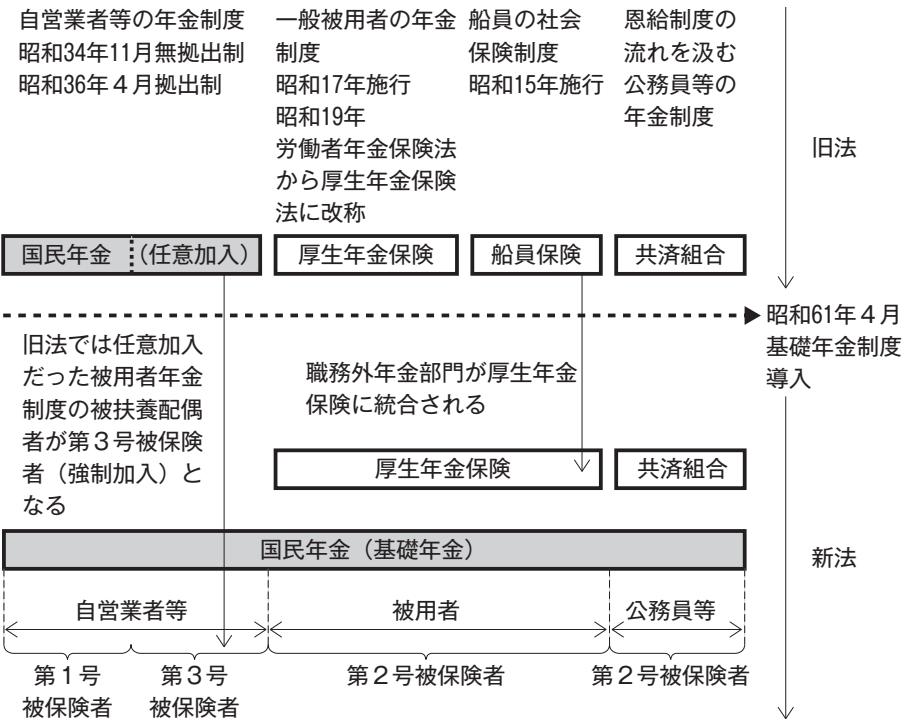 自営業者等の年金制度
昭和34年11月無拠出制
昭和36年4月拠出制
一般被用者の年金
制度
昭和17年施行
昭和19年
労働者年金保険法
から厚生年金保険
法に改称
船員の社会
保険制度
昭和15年施行
恩給制度の
流れを汲む
公務員等の
年金制度
旧法
国民年金（任意加入）
厚生年金保険
船員保険
共済組合
昭和61年4月
基礎年金制度
導入
旧法では任意加入
だった被用者年金
制度の被扶養配偶
者が第3号被保険
者（強制加入）と
なる
職務外年金部門が厚生年金
保険に統合される
厚生年金保険
共済組合
国民年金（基礎年金）
新法
自営業者等
被用者
公務員等
第1号
被保険者
第3号
被保険者
第2号被保険者
第2号被保険者